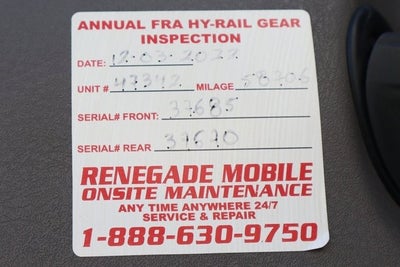 ANNUAL FRA HY-RAIL GEAR
INSPECTION
DATE: 12-03-2022
UNIT # 47342 MILAGE 58706
SERIAL# FRONT: 37685
SERIAL# REAR 37670
RENEGADE MOBILE
ONSITE MAINTENANCE
ANY TIME ANYWHERE 24/7
SERVICE & REPAIR
1-888-630-9750